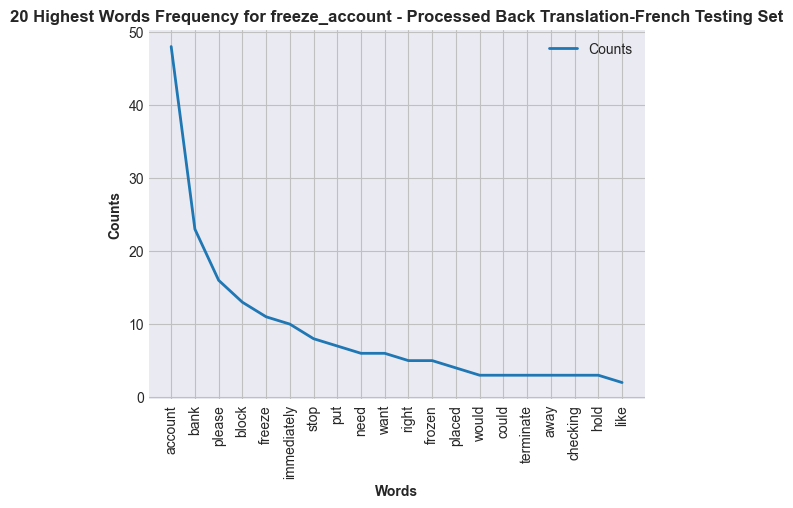 20 Highest Words Frequency for freeze_account - Processed Back Translation-French Testing Set
Counts
50
40
30
20
10
0
Counts
account
bank
please
block
freeze
immediately
stop
put
need
want
right
frozen
placed
would
could
terminate
away
checking
hold
like
Words